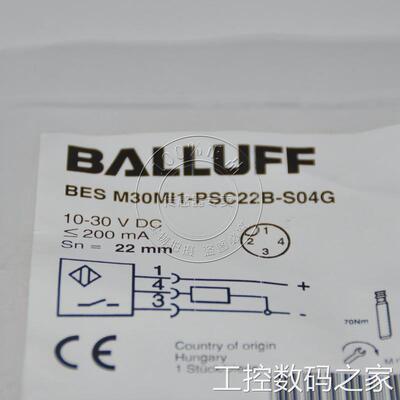 BALLUFF
BES M30MI1-PSC22B-S04G
10-30 V DC
≤ 200 mA
Sn = 22 mm
1
2 4
3
1
4
3
+
-
70Nm
CE
Country of origin
Hungary
1 Stück
工控数码之家